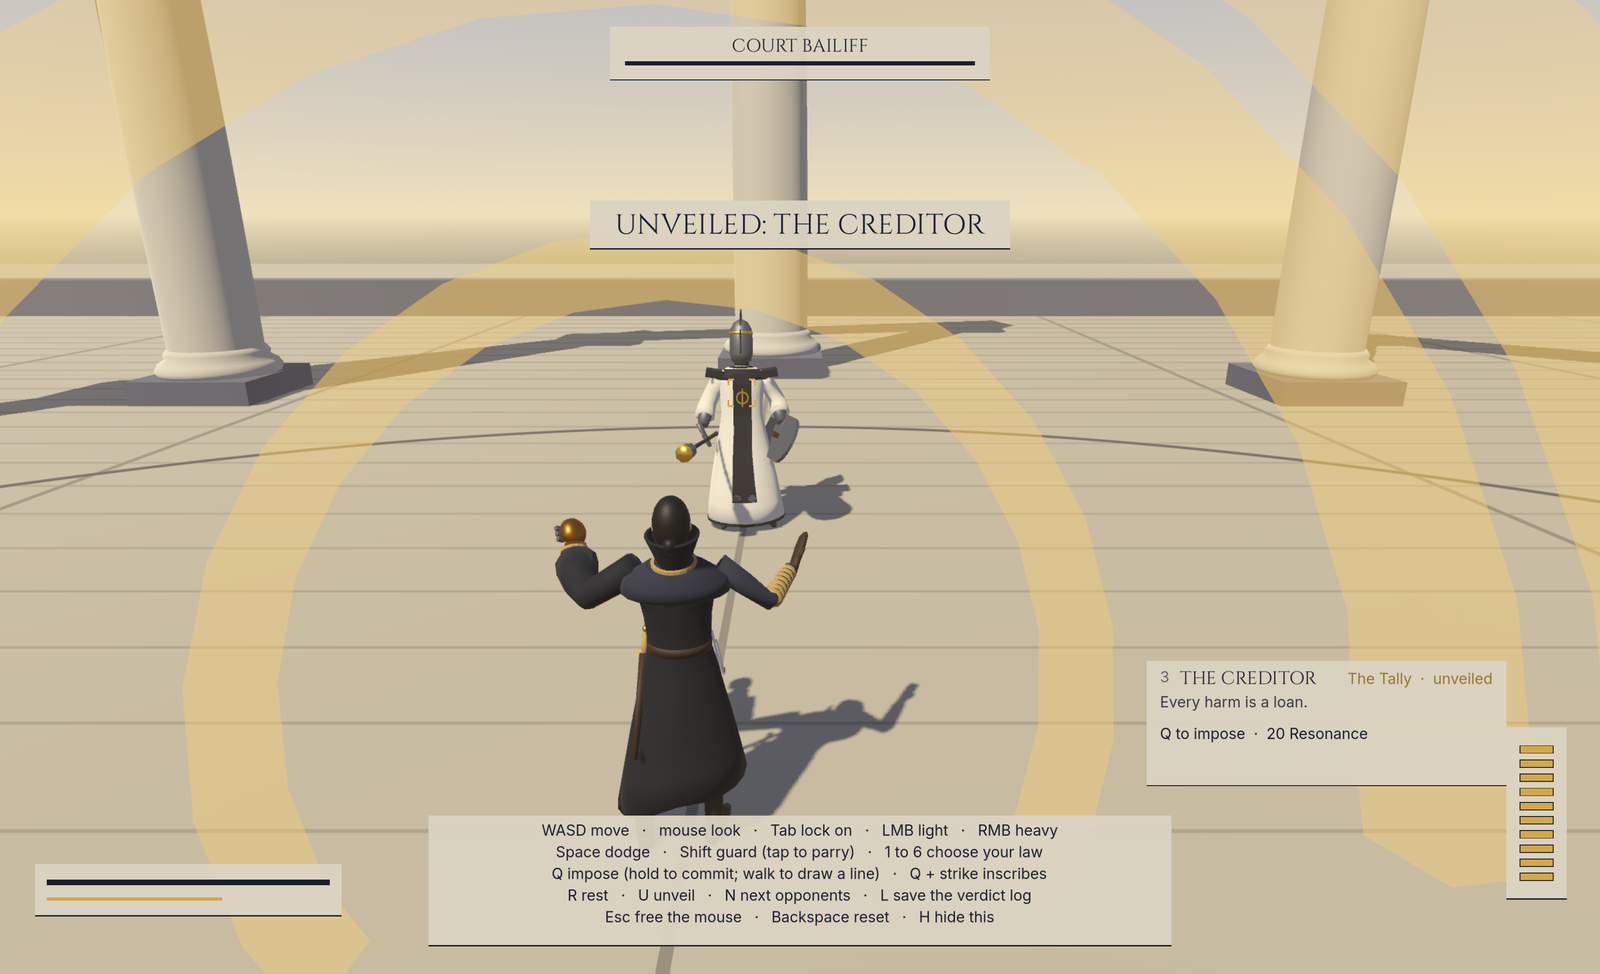 COURT BAILIFF
UNVEILED: THE CREDITOR
3 THE CREDITOR The Tally · unveiled
Every harm is a loan.
Q to impose · 20 Resonance
WASD move · mouse look · Tab lock on · LMB light · RMB heavy
Space dodge · Shift guard (tap to parry) · 1 to 6 choose your law
Q impose (hold to commit; walk to draw a line) · Q + strike inscribes
R rest · U unveil · N next opponents · L save the verdict log
Esc free the mouse · Backspace reset · H hide this